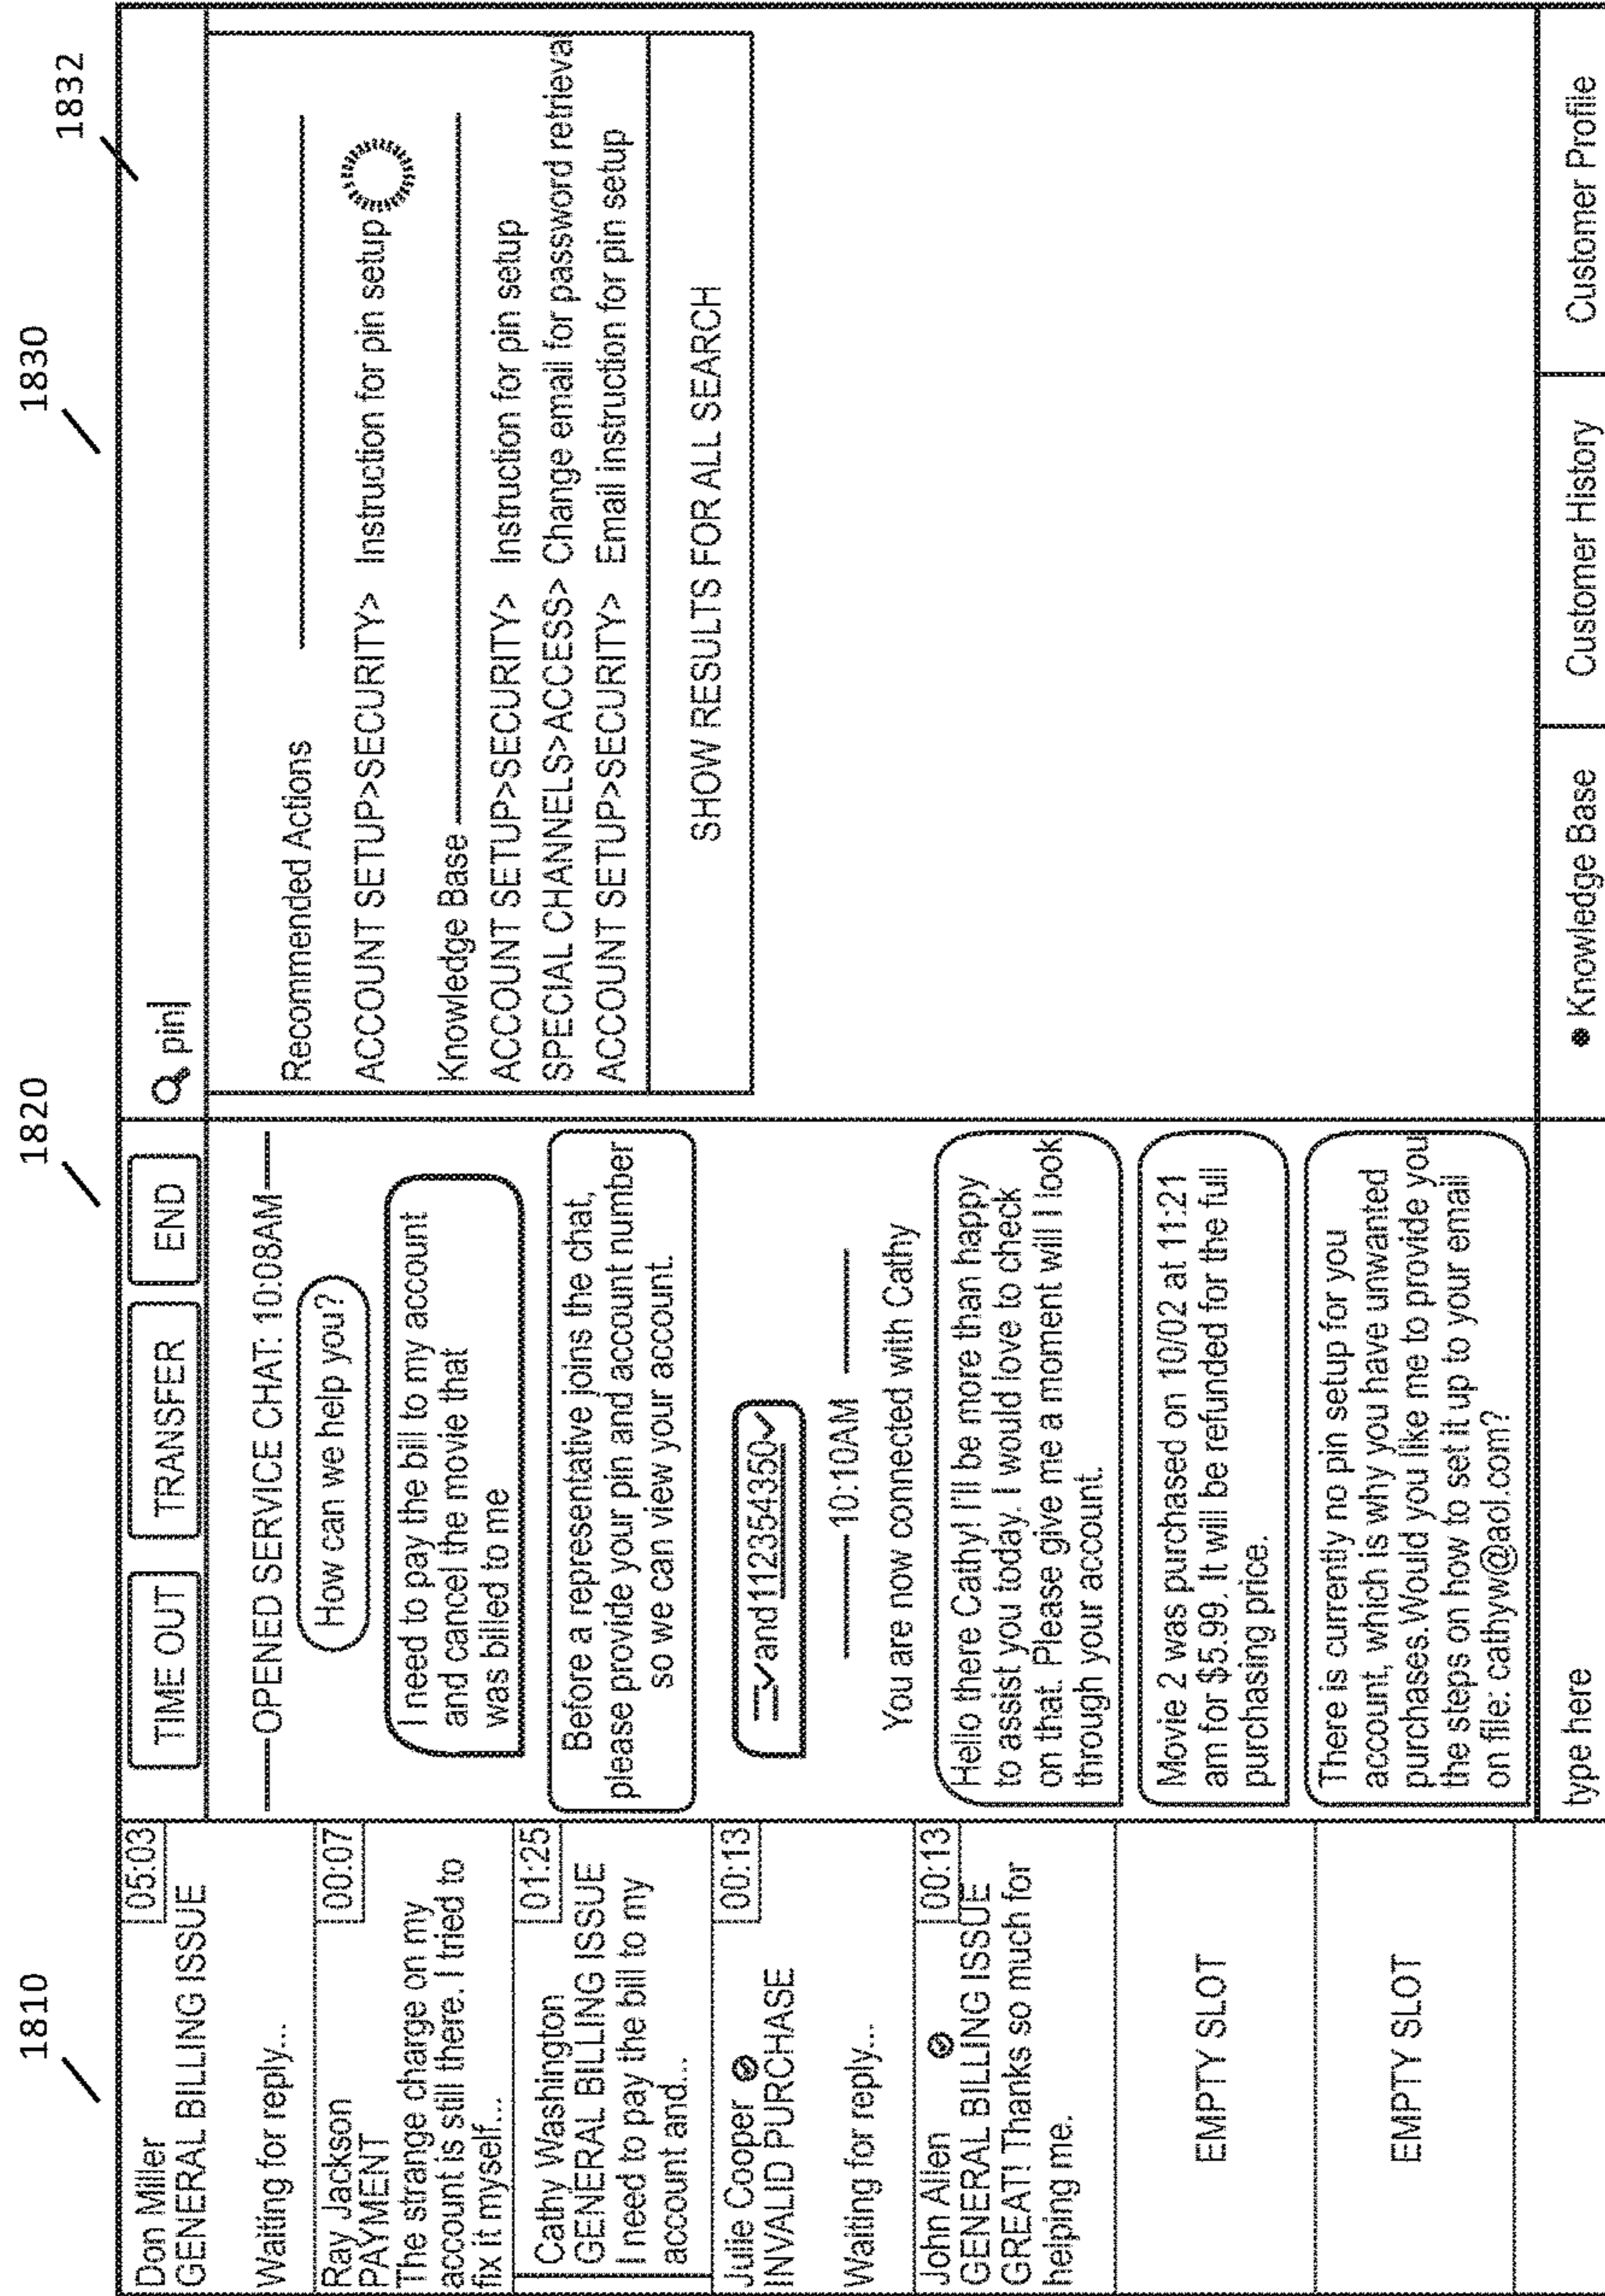 1810
1820
1830
1832
Don Miller
05:03
GENERAL BILLING ISSUE
Waiting for reply...
Ray Jackson
00:07
PAYMENT
The strange charge on my
account is still there. I tried to
fix it myself...
Cathy Washington
01:25
GENERAL BILLING ISSUE
I need to pay the bill to my
account and...
Julie Cooper
00:13
INVALID PURCHASE
Waiting for reply...
John Allen
00:13
GENERAL BILLING ISSUE
GREAT! Thanks so much for
helping me.
EMPTY SLOT
EMPTY SLOT
TIME OUT
TRANSFER
END
OPENED SERVICE CHAT: 10:08AM
How can we help you?
I need to pay the bill to my account
and cancel the movie that
was billed to me
Before a representative joins the chat,
please provide your pin and account number
so we can view your account.
and 112354350
10:10AM
You are now connected with Cathy
Hello there Cathy! I'll be more than happy
to assist you today. I would love to check
on that. Please give me a moment will I look
through your account.
Movie 2 was purchased on 10/02 at 11:21
am for $5.99. It will be refunded for the full
purchasing price.
There is currently no pin setup for you
account, which is why you have unwanted
purchases. Would you like me to provide you
the steps on how to set it up to your email
on file: cathyw@aol.com?
type here
pin
Recommended Actions
ACCOUNT SETUP>SECURITY> Instruction for pin setup
Knowledge Base
ACCOUNT SETUP>SECURITY> Instruction for pin setup
SPECIAL CHANNELS>ACCESS> Change email for password retrieval
ACCOUNT SETUP>SECURITY> Email instruction for pin setup
SHOW RESULTS FOR ALL SEARCH
Knowledge Base
Customer History
Customer Profile